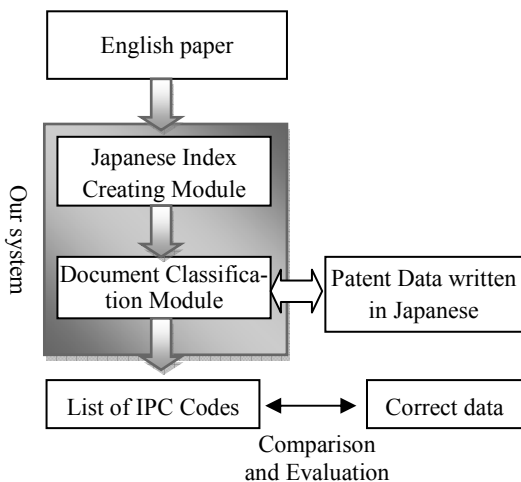 English paper
Our system
Japanese Index
Creating Module
Document Classifica-
tion Module
Patent Data written
in Japanese
List of IPC Codes
Correct data
Comparison
and Evaluation